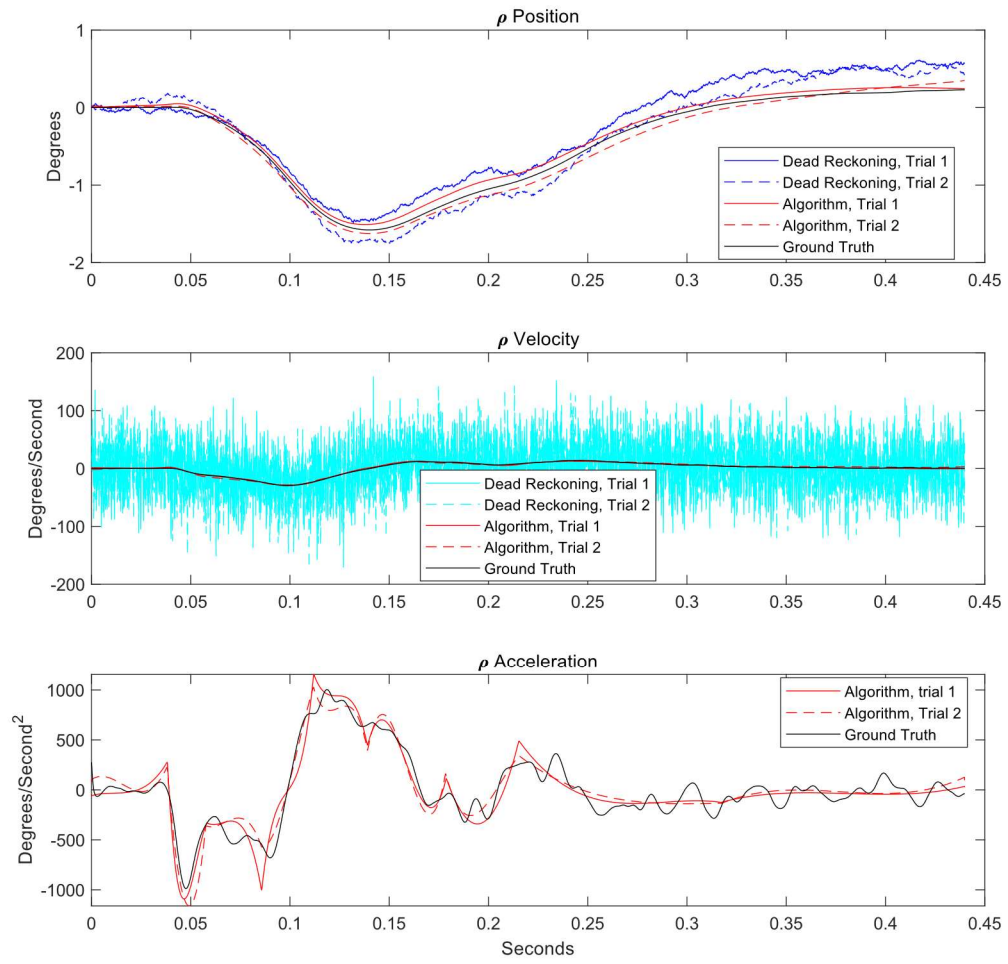 ρ Position
1
0
-1
-2
Degrees
Dead Reckoning, Trial 1
Dead Reckoning, Trial 2
Algorithm, Trial 1
Algorithm, Trial 2
Ground Truth
0 0.05 0.1 0.15 0.2 0.25 0.3 0.35 0.4 0.45
ρ Velocity
200
100
0
-100
-200
Degrees/Second
Dead Reckoning, Trial 1
Dead Reckoning, Trial 2
Algorithm, Trial 1
Algorithm, Trial 2
Ground Truth
0 0.05 0.1 0.15 0.2 0.25 0.3 0.35 0.4 0.45
ρ Acceleration
1000
500
0
-500
-1000
Degrees/Second²
Algorithm, trial 1
Algorithm, Trial 2
Ground Truth
0 0.05 0.1 0.15 0.2 0.25 0.3 0.35 0.4 0.45
Seconds